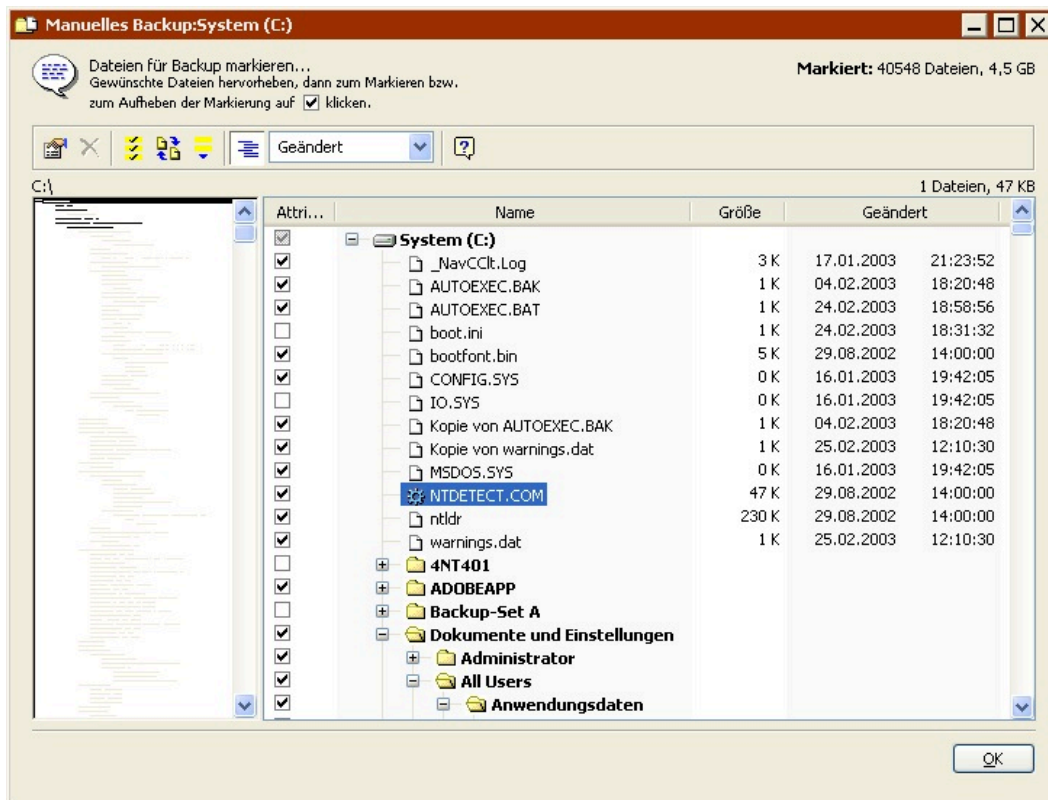 Manuelles Backup:System (C:)
Dateien für Backup markieren...
Gewünschte Dateien hervorheben, dann zum Markieren bzw.
zum Aufheben der Markierung auf klicken.
Markiert: 40548 Dateien, 4,5 GB
Geändert
C:\
1 Dateien, 47 KB
Attri... Name Größe Geändert
System (C:)
_NavCClt.Log 3 K 17.01.2003 21:23:52
AUTOEXEC.BAK 1 K 04.02.2003 18:20:48
AUTOEXEC.BAT 1 K 24.02.2003 18:58:56
boot.ini 1 K 24.02.2003 18:31:32
bootfont.bin 5 K 29.08.2002 14:00:00
CONFIG.SYS 0 K 16.01.2003 19:42:05
IO.SYS 0 K 16.01.2003 19:42:05
Kopie von AUTOEXEC.BAK 1 K 04.02.2003 18:20:48
Kopie von warnings.dat 1 K 25.02.2003 12:10:30
MSDOS.SYS 0 K 16.01.2003 19:42:05
NTDETECT.COM 47 K 29.08.2002 14:00:00
ntldr 230 K 29.08.2002 14:00:00
warnings.dat 1 K 25.02.2003 12:10:30
4NT401
ADOBEAPP
Backup-Set A
Dokumente und Einstellungen
Administrator
All Users
Anwendungsdaten
OK